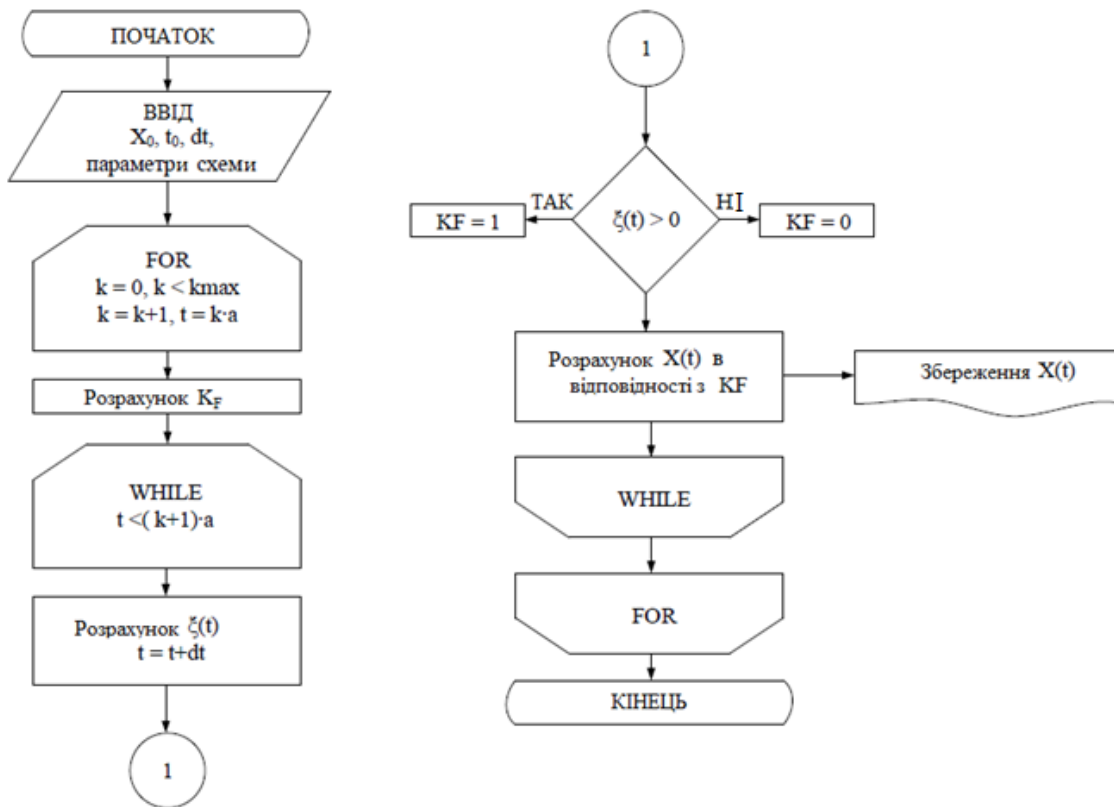 ПОЧАТОК
ВВІД
X₀, t₀, dt,
параметри схеми
FOR
k = 0, k < kmax
k = k+1, t = k·a
Розрахунок K_F
WHILE
t <( k+1)·a
Розрахунок ξ(t)
t = t+dt
1
1
ξ(t) > 0
ТАК
НІ
KF = 1
KF = 0
Розрахунок X(t) в
відповідності з KF
Збереження X(t)
WHILE
FOR
КІНЕЦЬ